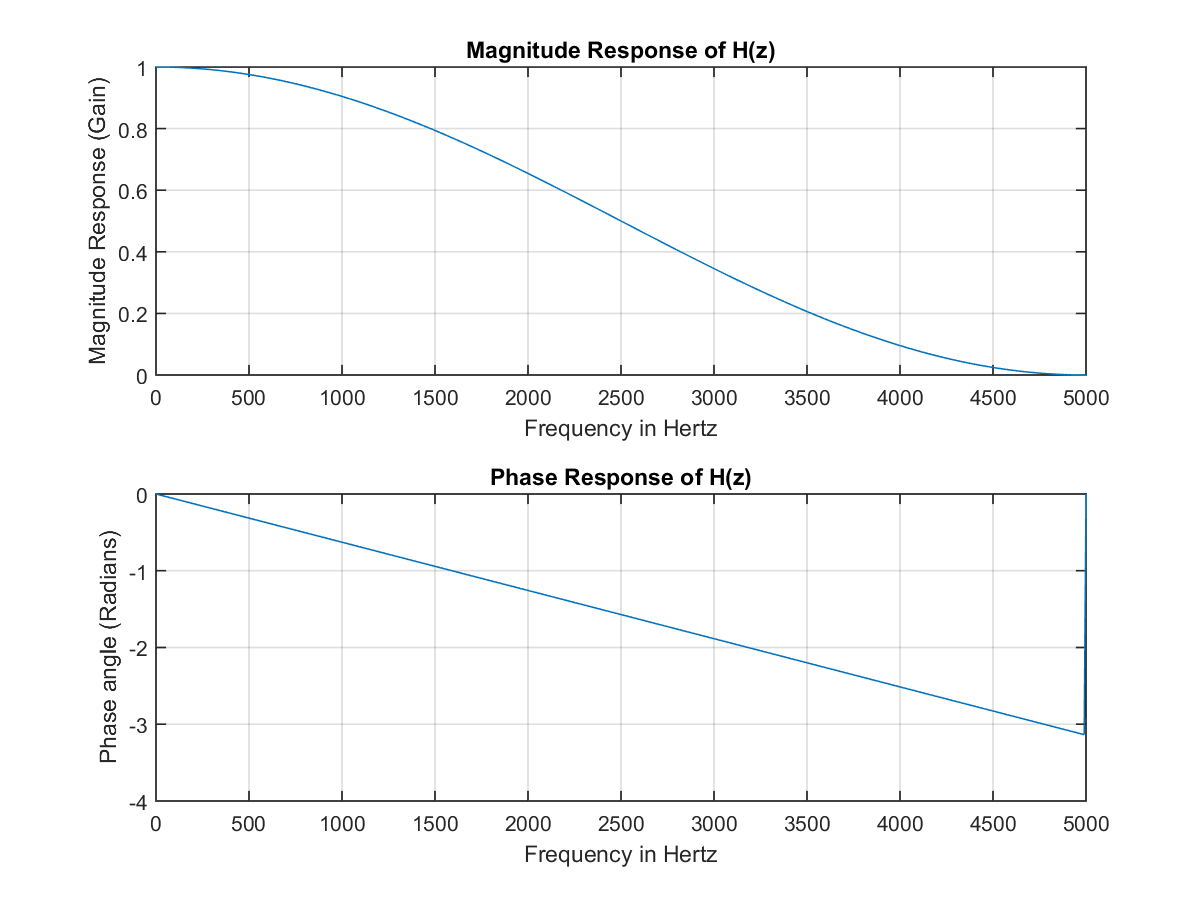 Magnitude Response of H(z)
Magnitude Response (Gain)
1
0.8
0.6
0.4
0.2
0
0 500 1000 1500 2000 2500 3000 3500 4000 4500 5000
Frequency in Hertz
Phase Response of H(z)
Phase angle (Radians)
0
-1
-2
-3
-4
0 500 1000 1500 2000 2500 3000 3500 4000 4500 5000
Frequency in Hertz